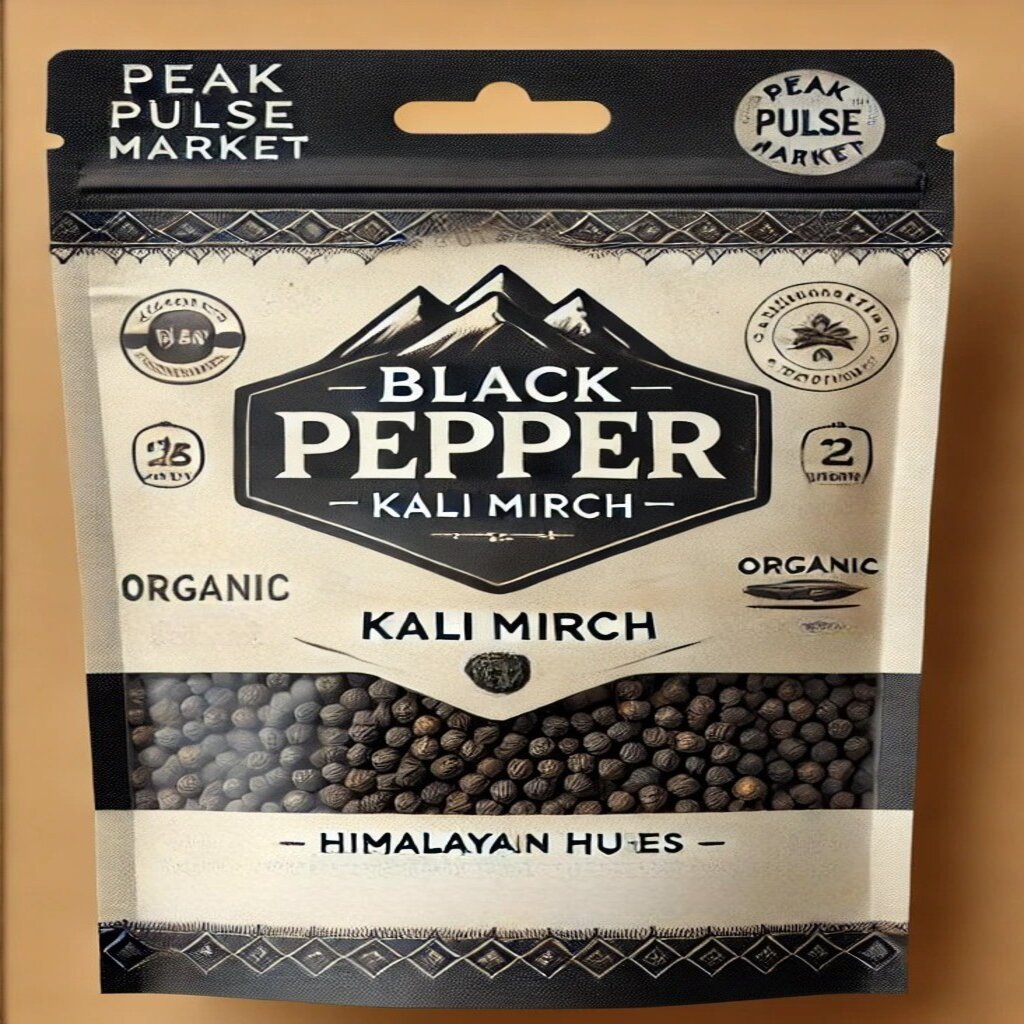 PEAK
PULSE
MARKET
PEAK
PULSE
MARKET
BLACK
PEPPER
KALI MIRCH
2
ORGANIC
ORGANIC
KALI MIRCH
HIMALAYAN HU-ES